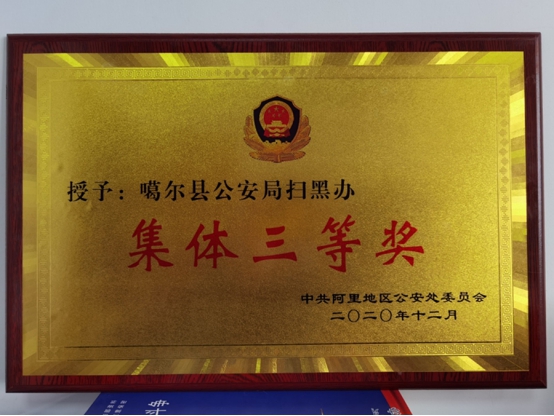 授予：噶尔县公安局扫黑办
集体三等奖
中共阿里地区公安处委员会
二〇二〇年十二月